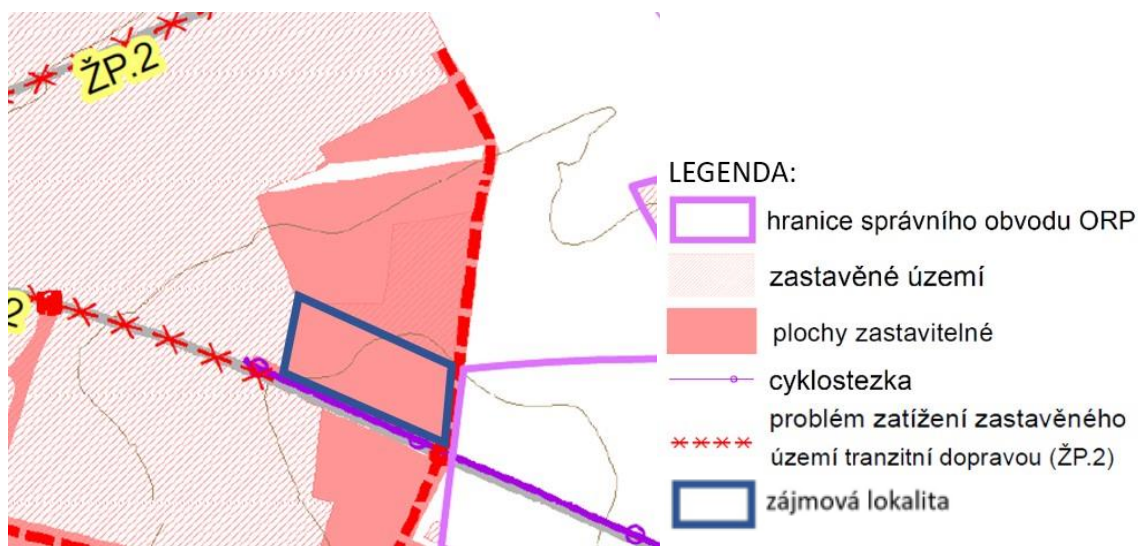 ŽP.2
2
LEGENDA:
hranice správního obvodu ORP
zastavěné území
plochy zastavitelné
cyklostezka
problém zatížení zastavěného
území tranzitní dopravou (ŽP.2)
zájmová lokalita